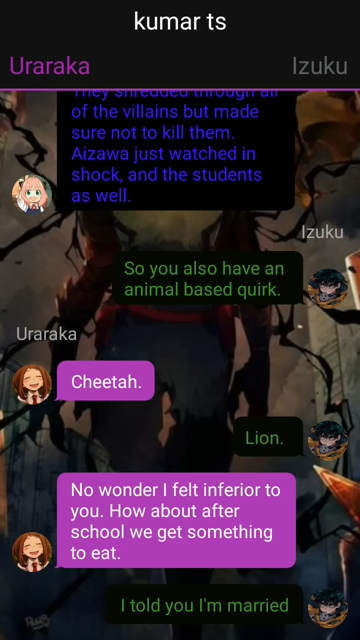 kumar ts
Uraraka Izuku
They shredded through all
of the villains but made
sure not to kill them.
Aizawa just watched in
shock, and the students
as well.
Izuku
So you also have an
animal based quirk.
Uraraka
Cheetah.
Lion.
No wonder I felt inferior to
you. How about after
school we get something
to eat.
I told you I'm married